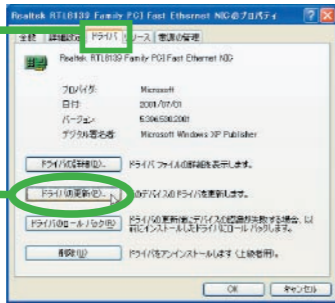 Realtek RTL8139 Family PCI Fast Ethernet NICのプロパティ
全般 詳細設定 ドライバ リソース 電源の管理
Realtek RTL8139 Family PCI Fast Ethernet NIC
プロバイダ: Microsoft
日付: 2001/07/01
バージョン: 5.396.530.2001
デジタル署名者: Microsoft Windows XP Publisher
ドライバの詳細(D)... ドライバ ファイルの詳細を表示します。
ドライバの更新(P)... このデバイスのドライバを更新します。
ドライバのロール バック(R) ドライバの更新後にデバイスの認識が失敗する場合、以
前にインストールしたドライバにロール バックします。
削除(U) ドライバをアンインストールします (上級者用)。
OK キャンセル